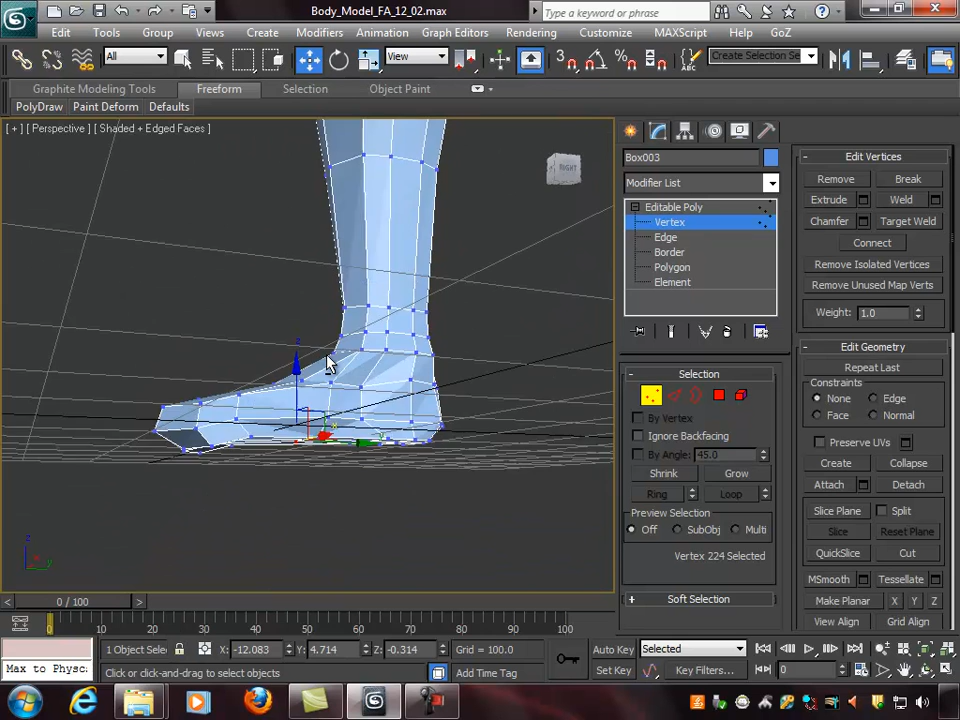 Body_Model_FA_12_02.max
Type a keyword or phrase
Edit Tools Group Views Create Modifiers Animation Graph Editors Rendering Customize MAXScript Help GoZ
All View 3 Create Selection Se
Graphite Modeling Tools Freeform Selection Object Paint
PolyDraw Paint Deform Defaults
[ + ] [ Perspective ] [ Shaded + Edged Faces ]
RIGHT
z
x
y
z
y
Box003
Modifier List
Editable Poly
Vertex
Edge
Border
Polygon
Element
Selection
By Vertex
Ignore Backfacing
By Angle: 45.0
Shrink Grow
Ring Loop
Preview Selection
Off SubObj Multi
Vertex 224 Selected
Soft Selection
Edit Vertices
Remove Break
Extrude Weld
Chamfer Target Weld
Connect
Remove Isolated Vertices
Remove Unused Map Verts
Weight: 1.0
Edit Geometry
Repeat Last
Constraints
None Edge
Face Normal
Preserve UVs
Create Collapse
Attach Detach
Slice Plane Split
Slice Reset Plane
QuickSlice Cut
MSmooth Tessellate
Make Planar X Y Z
View Align Grid Align
0 / 100
0 10 20 30 40 50 60 70 80 90 100
1 Object Selec X: -12.083 Y: 4.714 Z: -0.314 Grid = 100.0 Auto Key Selected
Max to Physc Click or click-and-drag to select objects Add Time Tag Set Key Key Filters... 0